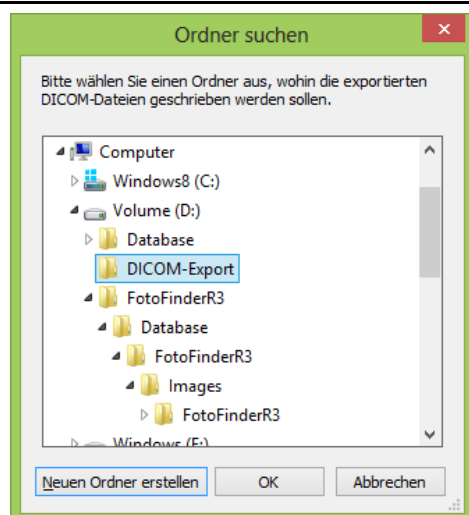 Ordner suchen
Bitte wählen Sie einen Ordner aus, wohin die exportierten
DICOM-Dateien geschrieben werden sollen.
Computer
Windows8 (C:)
Volume (D:)
Database
DICOM-Export
FotoFinderR3
Database
FotoFinderR3
Images
FotoFinderR3
Windows (E:)
Neuen Ordner erstellen OK Abbrechen